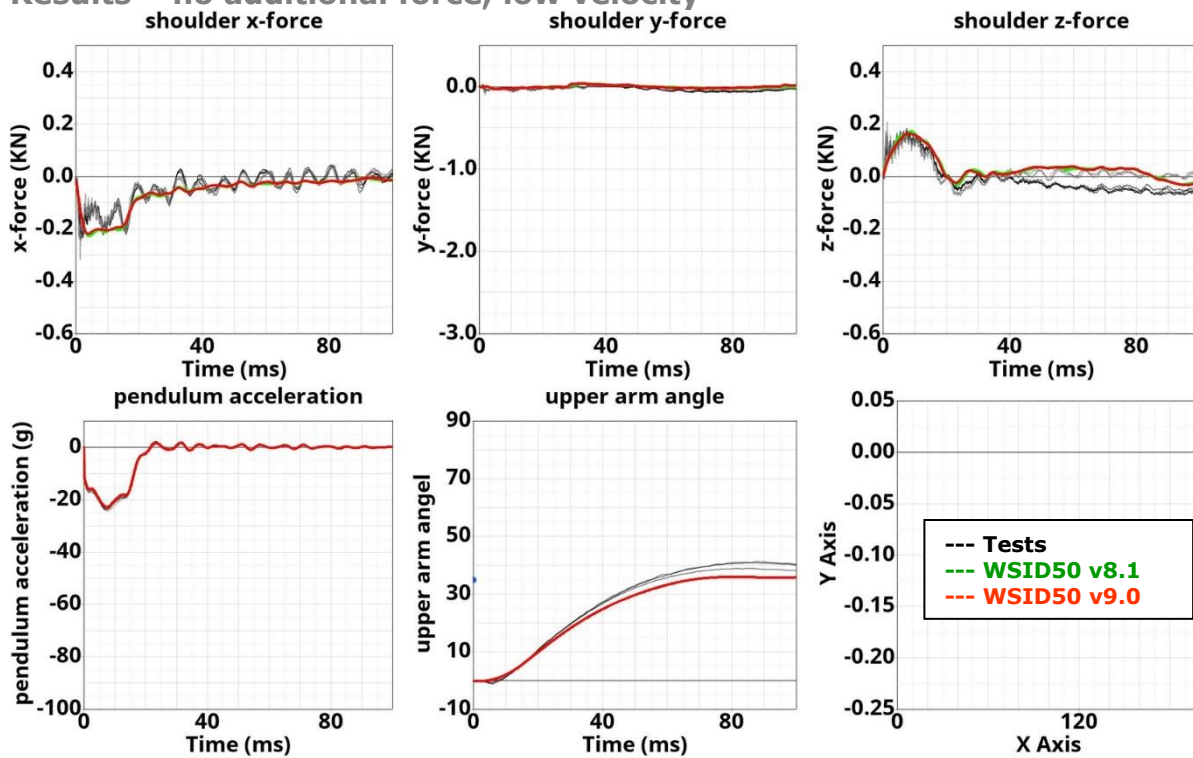 Results – no additional force, low velocity
shoulder x-force
shoulder y-force
shoulder z-force
x-force (KN)
0.4
0.2
0.0
-0.2
-0.4
-0.6
0
40
80
Time (ms)
y-force (KN)
0.0
-1.0
-2.0
-3.0
0
40
80
Time (ms)
z-force (KN)
0.4
0.2
0.0
-0.2
-0.4
-0.6
0
40
80
Time (ms)
pendulum acceleration
upper arm angle
pendulum acceleration (g)
0
-20
-40
-60
-80
-100
0
40
80
Time (ms)
upper arm angel
90
70
50
30
10
-10
0
40
80
Time (ms)
Y Axis
0.05
0.00
-0.05
-0.10
-0.15
-0.20
-0.25
0
120
X Axis
--- Tests
--- WSID50 v8.1
--- WSID50 v9.0